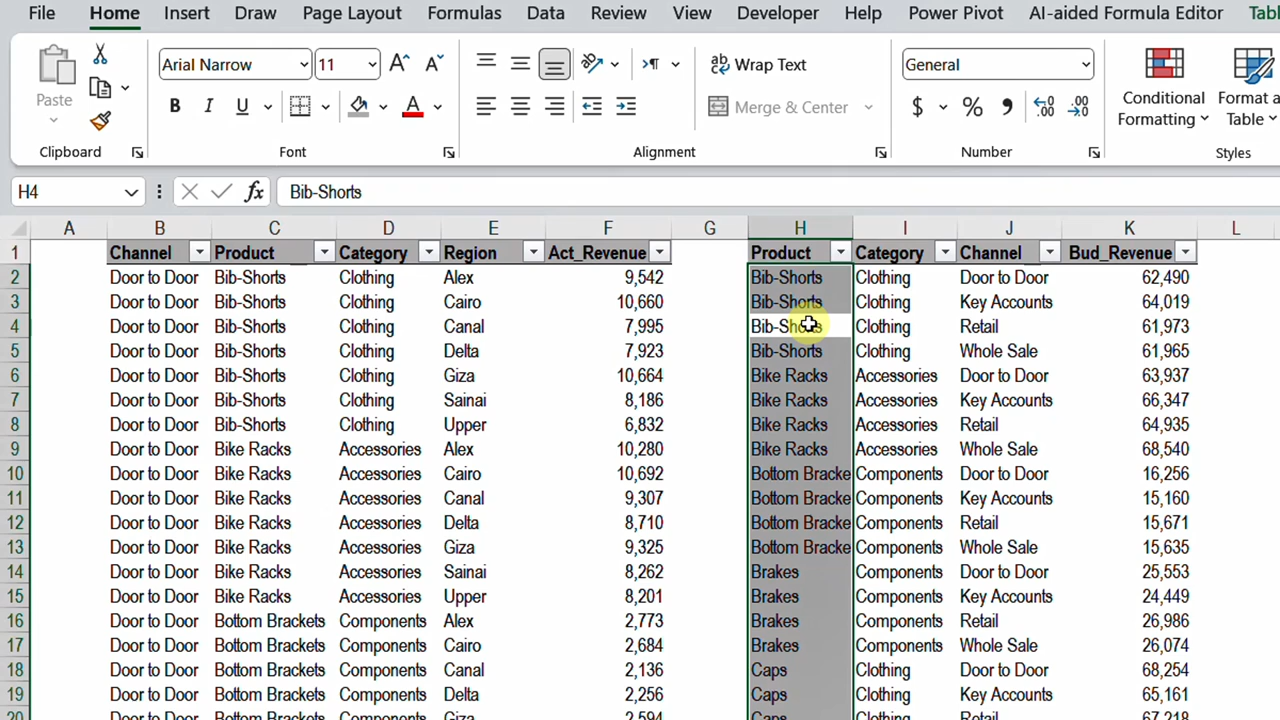 File Home Insert Draw Page Layout Formulas Data Review View Developer Help Power Pivot AI-aided Formula Editor
Arial Narrow 11 Wrap Text General
Paste B I U A Merge & Center $ % Conditional Formatting Format a Table
Clipboard Font Alignment Number Styles
H4 fx Bib-Shorts
A B C D E F G H I J K L
1 Channel Product Category Region Act_Revenue Product Category Channel Bud_Revenue
2 Door to Door Bib-Shorts Clothing Alex 9,542 Bib-Shorts Clothing Door to Door 62,490
3 Door to Door Bib-Shorts Clothing Cairo 10,660 Bib-Shorts Clothing Key Accounts 64,019
4 Door to Door Bib-Shorts Clothing Canal 7,995 Bib-Shorts Clothing Retail 61,973
5 Door to Door Bib-Shorts Clothing Delta 7,923 Bib-Shorts Clothing Whole Sale 61,965
6 Door to Door Bib-Shorts Clothing Giza 10,664 Bike Racks Accessories Door to Door 63,937
7 Door to Door Bib-Shorts Clothing Sainai 8,186 Bike Racks Accessories Key Accounts 66,347
8 Door to Door Bib-Shorts Clothing Upper 6,832 Bike Racks Accessories Retail 64,935
9 Door to Door Bike Racks Accessories Alex 10,280 Bike Racks Accessories Whole Sale 68,540
10 Door to Door Bike Racks Accessories Cairo 10,692 Bottom Bracke Components Door to Door 16,256
11 Door to Door Bike Racks Accessories Canal 9,307 Bottom Bracke Components Key Accounts 15,160
12 Door to Door Bike Racks Accessories Delta 8,710 Bottom Bracke Components Retail 15,671
13 Door to Door Bike Racks Accessories Giza 9,325 Bottom Bracke Components Whole Sale 15,635
14 Door to Door Bike Racks Accessories Sainai 8,262 Brakes Components Door to Door 25,553
15 Door to Door Bike Racks Accessories Upper 8,201 Brakes Components Key Accounts 24,449
16 Door to Door Bottom Brackets Components Alex 2,773 Brakes Components Retail 26,986
17 Door to Door Bottom Brackets Components Cairo 2,684 Brakes Components Whole Sale 26,074
18 Door to Door Bottom Brackets Components Canal 2,136 Caps Clothing Door to Door 68,254
19 Door to Door Bottom Brackets Components Delta 2,256 Caps Clothing Key Accounts 65,161
20 Door to Door Bottom Brackets Components Giza 2,594 Caps Clothing Retail 67,218